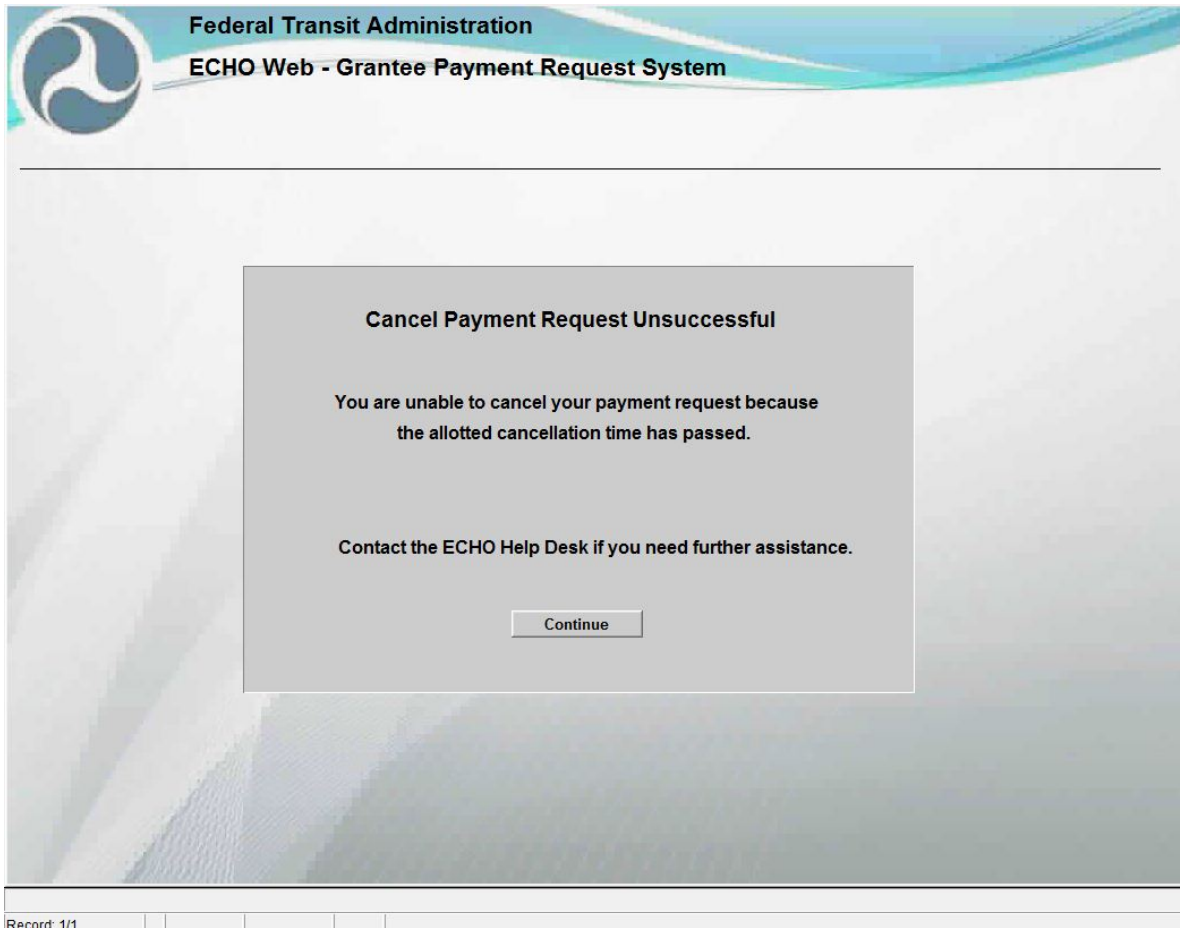 Federal Transit Administration
ECHO Web - Grantee Payment Request System
Cancel Payment Request Unsuccessful
You are unable to cancel your payment request because
the allotted cancellation time has passed.
Contact the ECHO Help Desk if you need further assistance.
Continue
Record: 1/1